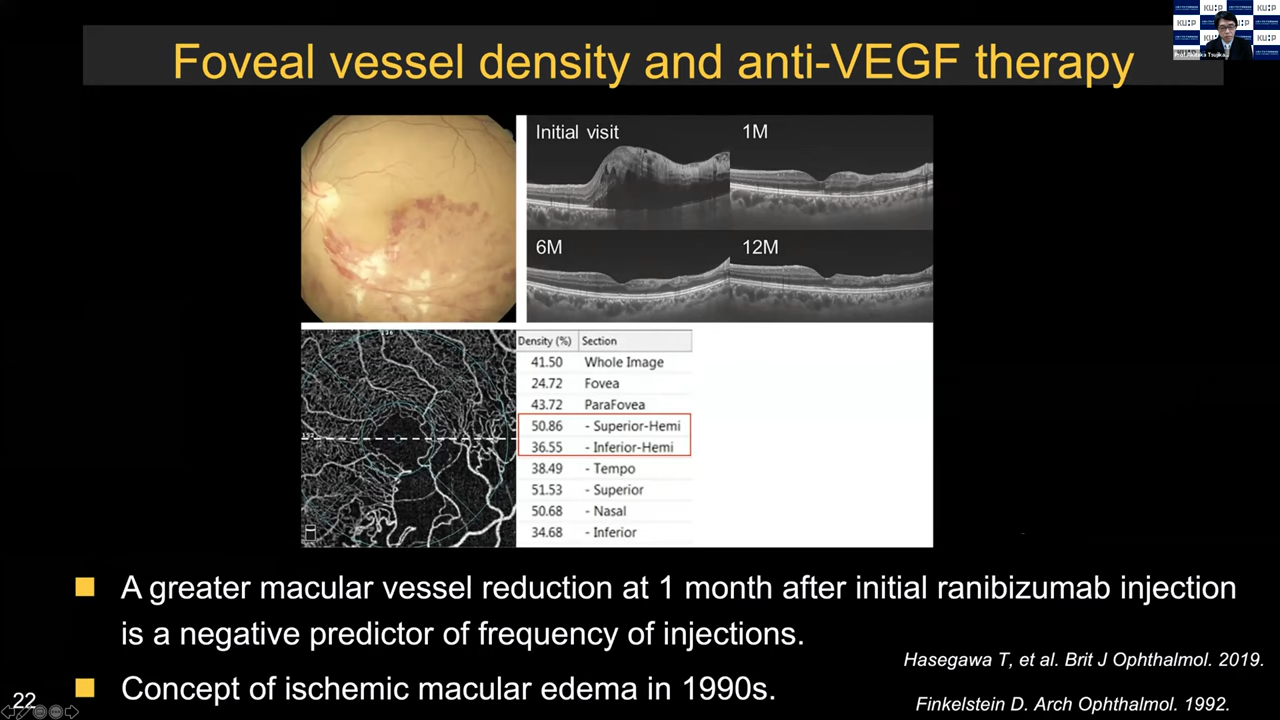 KU:P KU:P
KU:P
Foveal vessel density and anti-VEGF therapy
Initial visit
1M
6M
12M
Density (%) Section
41.50 Whole Image
24.72 Fovea
43.72 ParaFovea
50.86 - Superior-Hemi
36.55 - Inferior-Hemi
38.49 - Tempo
51.53 - Superior
50.68 - Nasal
34.68 - Inferior
A greater macular vessel reduction at 1 month after initial ranibizumab injection
is a negative predictor of frequency of injections.
Hasegawa T, et al. Brit J Ophthalmol. 2019.
Concept of ischemic macular edema in 1990s.
Finkelstein D. Arch Ophthalmol. 1992.
22